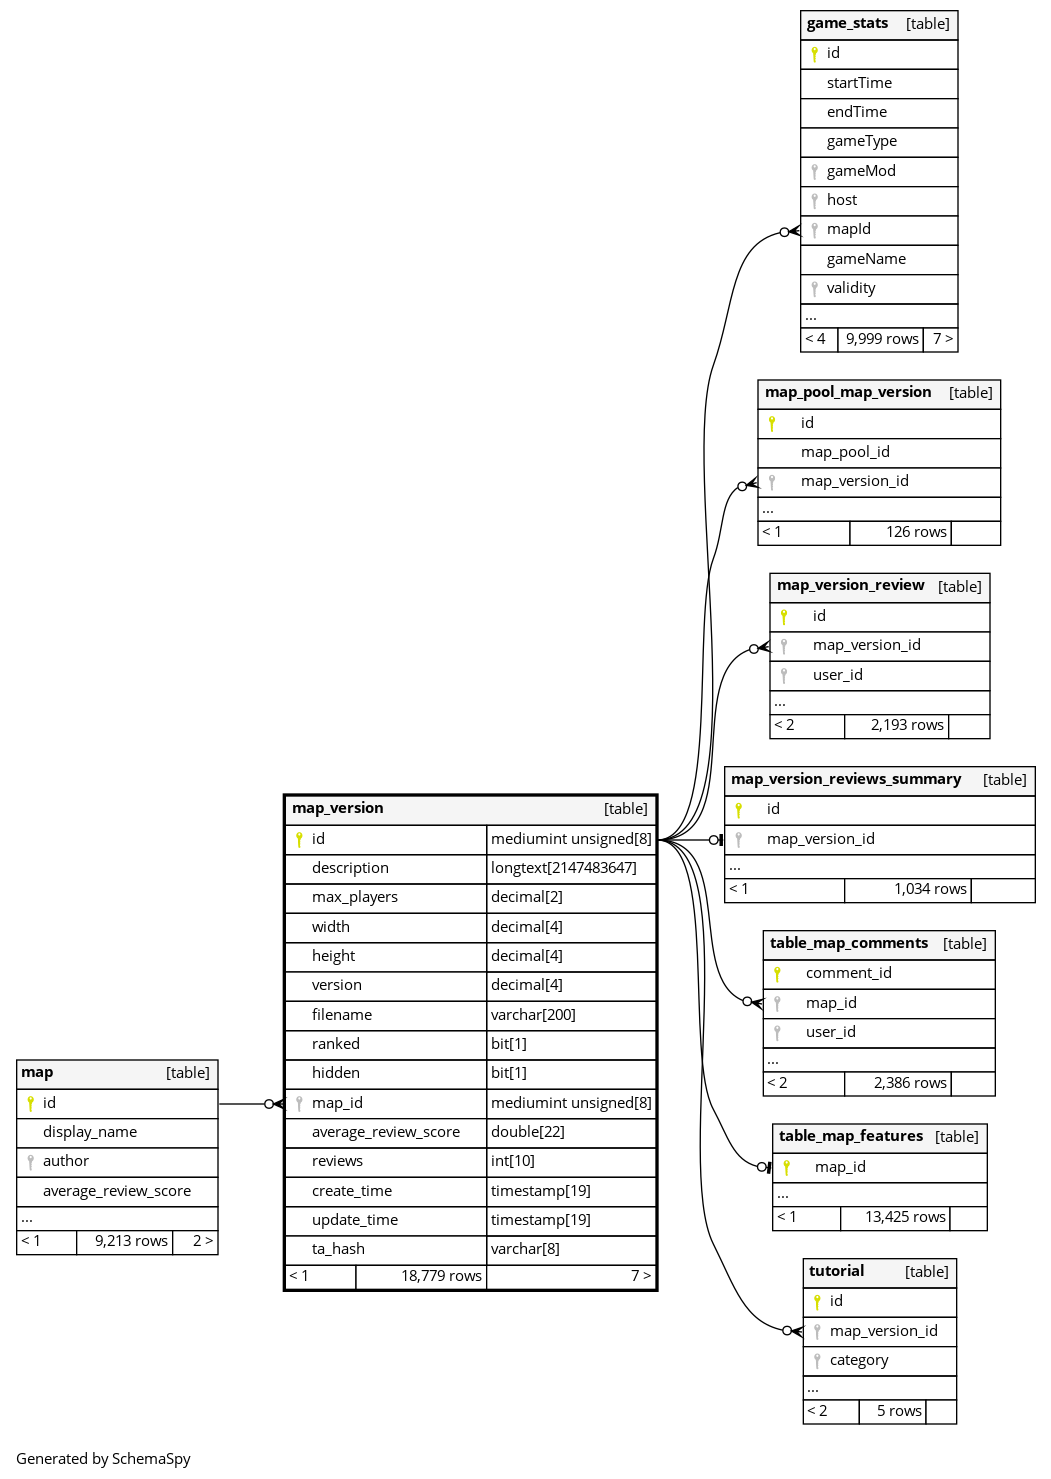 game_stats [table]
id
startTime
endTime
gameType
gameMod
host
mapId
gameName
validity
...
< 4 9,999 rows 7 >
map_pool_map_version [table]
id
map_pool_id
map_version_id
...
< 1 126 rows
map_version_review [table]
id
map_version_id
user_id
...
< 2 2,193 rows
map_version_reviews_summary [table]
id
map_version_id
...
< 1 1,034 rows
map_version [table]
id mediumint unsigned[8]
description longtext[2147483647]
max_players decimal[2]
width decimal[4]
height decimal[4]
version decimal[4]
filename varchar[200]
ranked bit[1]
hidden bit[1]
map_id mediumint unsigned[8]
average_review_score double[22]
reviews int[10]
create_time timestamp[19]
update_time timestamp[19]
ta_hash varchar[8]
< 1 18,779 rows 7 >
table_map_comments [table]
comment_id
map_id
user_id
...
< 2 2,386 rows
map [table]
id
display_name
author
average_review_score
...
< 1 9,213 rows 2 >
table_map_features [table]
map_id
...
< 1 13,425 rows
tutorial [table]
id
map_version_id
category
...
< 2 5 rows
Generated by SchemaSpy